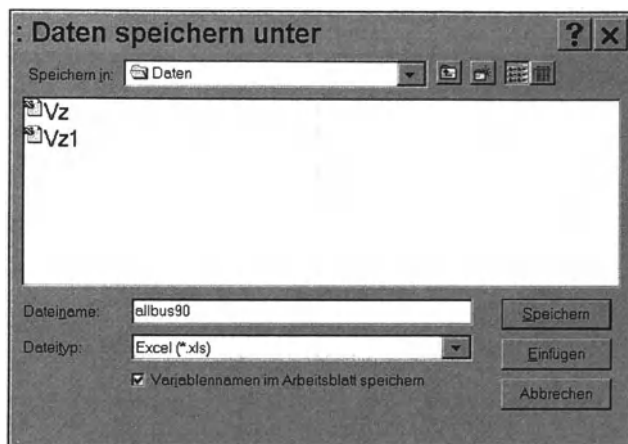 : Daten speichern unter
Speichern in: Daten
Vz
Vz1
Dateiname: allbus90
Speichern
Dateityp: Excel (*.xls)
Einfügen
Variablennamen im Arbeitsblatt speichern
Abbrechen